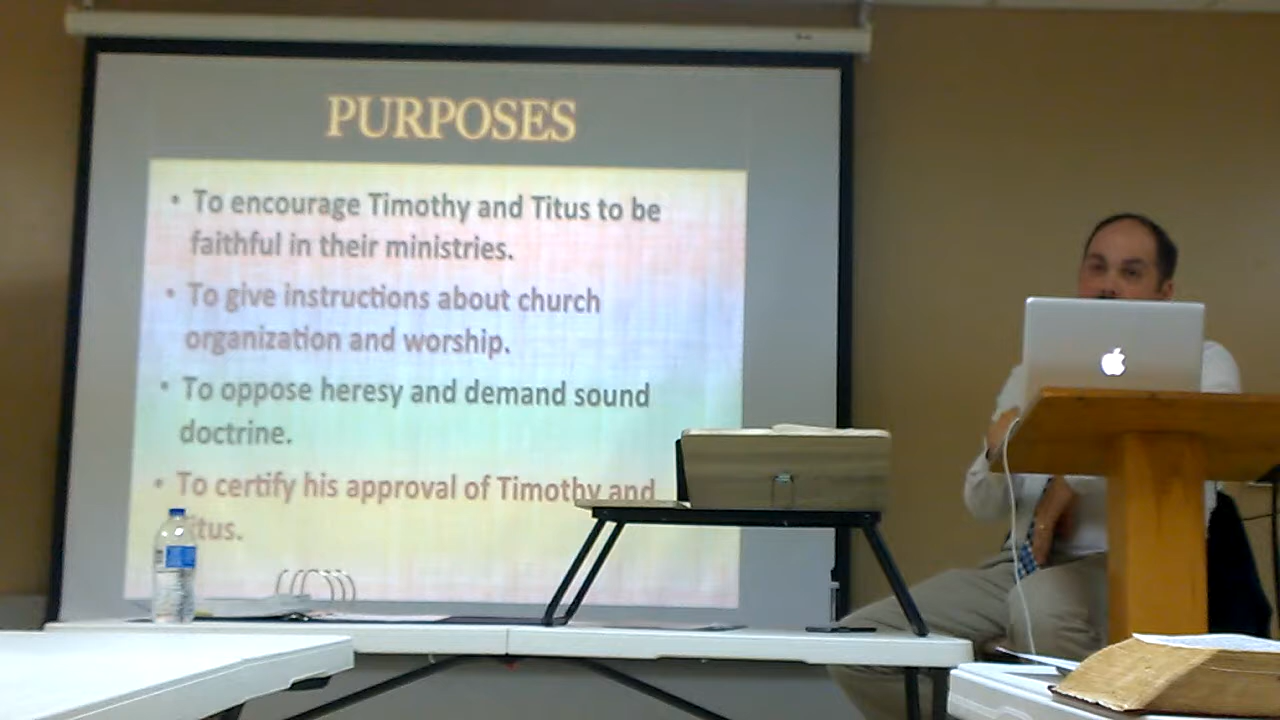 PURPOSES
• To encourage Timothy and Titus to be
faithful in their ministries.
• To give instructions about church
organization and worship.
• To oppose heresy and demand sound
doctrine.
• To certify his approval of Timothy and
itus.